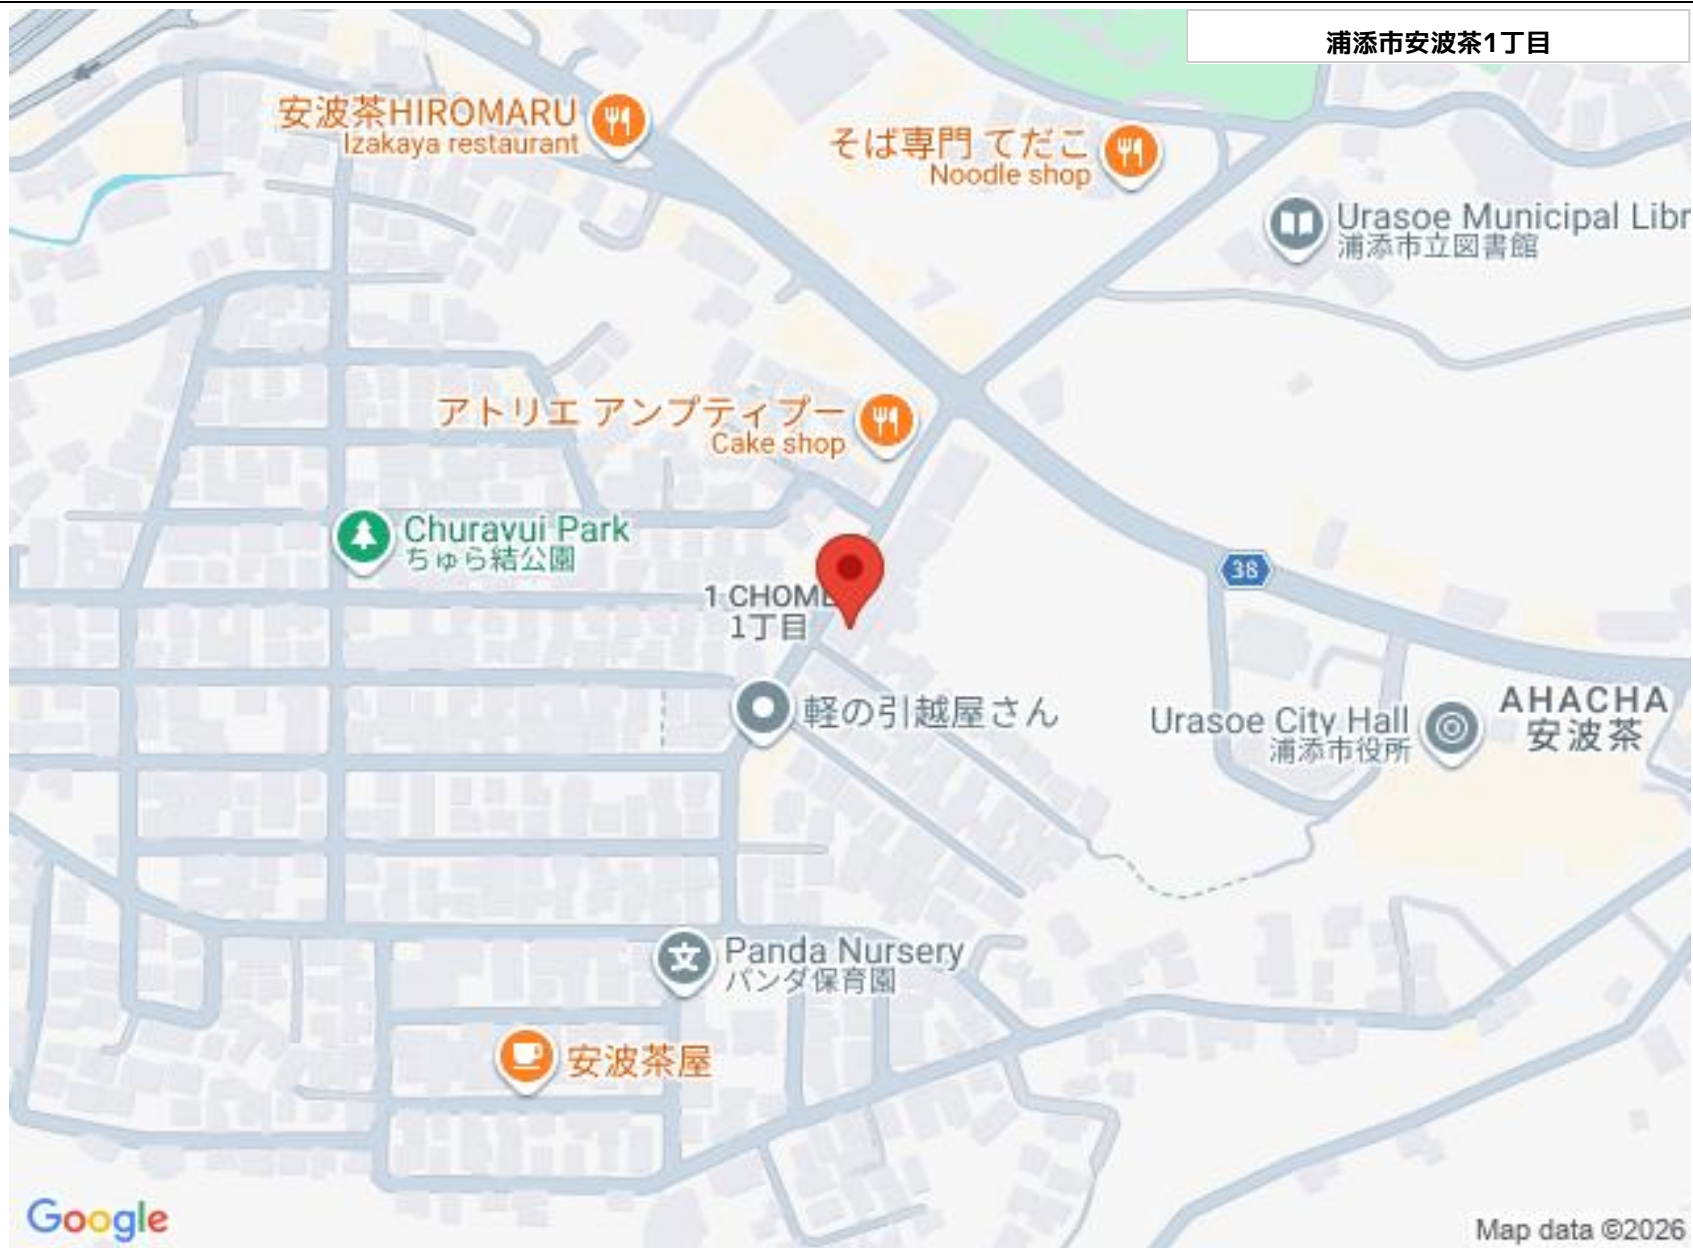 浦添市安波茶1丁目
安波茶HIROMARU
Izakaya restaurant
そば専門 てだこ
Noodle shop
Urasoe Municipal Libr
浦添市立図書館
アトリエ アンプティプー
Cake shop
Churavui Park
ちゅら結公園
38
1 CHOME
1丁目
軽の引越屋さん
Urasoe City Hall
浦添市役所
AHACHA
安波茶
Panda Nursery
パンダ保育園
安波茶屋
Google
Map data ©2026